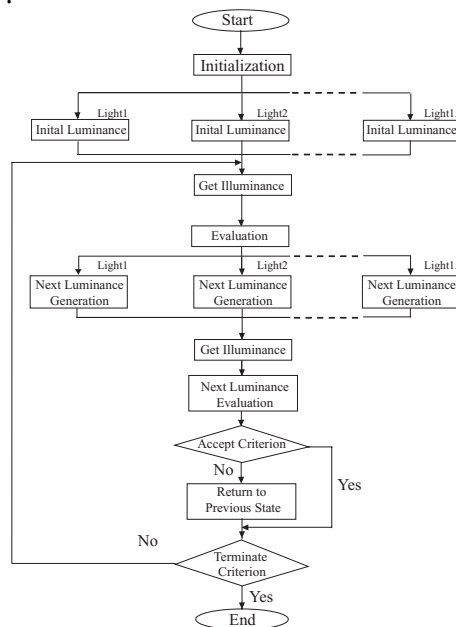 Start
Initialization
Light1
Light2
Light1
Inital Luminance
Inital Luminance
Inital Luminance
Get Illuminance
Evaluation
Light1
Light2
Light1
Next Luminance
Generation
Next Luminance
Generation
Next Luminance
Generation
Get Illuminance
Next Luminance
Evaluation
Accept Criterion
No
Yes
Return to
Previous State
No
Terminate
Criterion
Yes
End